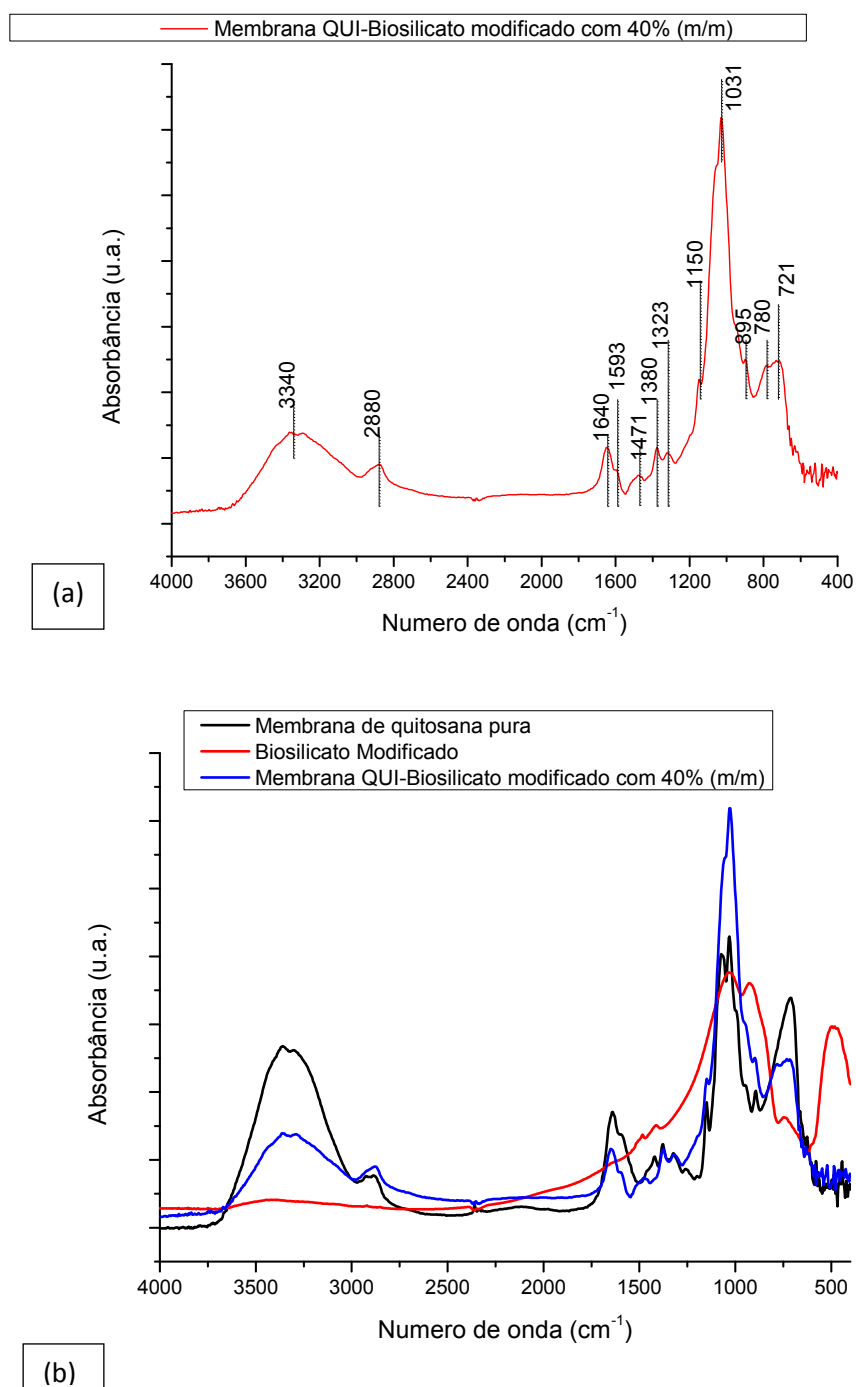 Membrana QUI-Biosilicato modificado com 40% (m/m)
Absorbância (u.a.)
3340
2880
1640
1593
1471
1380
1323
1150
1031
895
780
721
4000 3600 3200 2800 2400 2000 1600 1200 800 400
Numero de onda (cm⁻¹)
(a)
Membrana de quitosana pura
Biosilicato Modificado
Membrana QUI-Biosilicato modificado com 40% (m/m)
Absorbância (u.a.)
4000 3500 3000 2500 2000 1500 1000 500
Numero de onda (cm⁻¹)
(b)